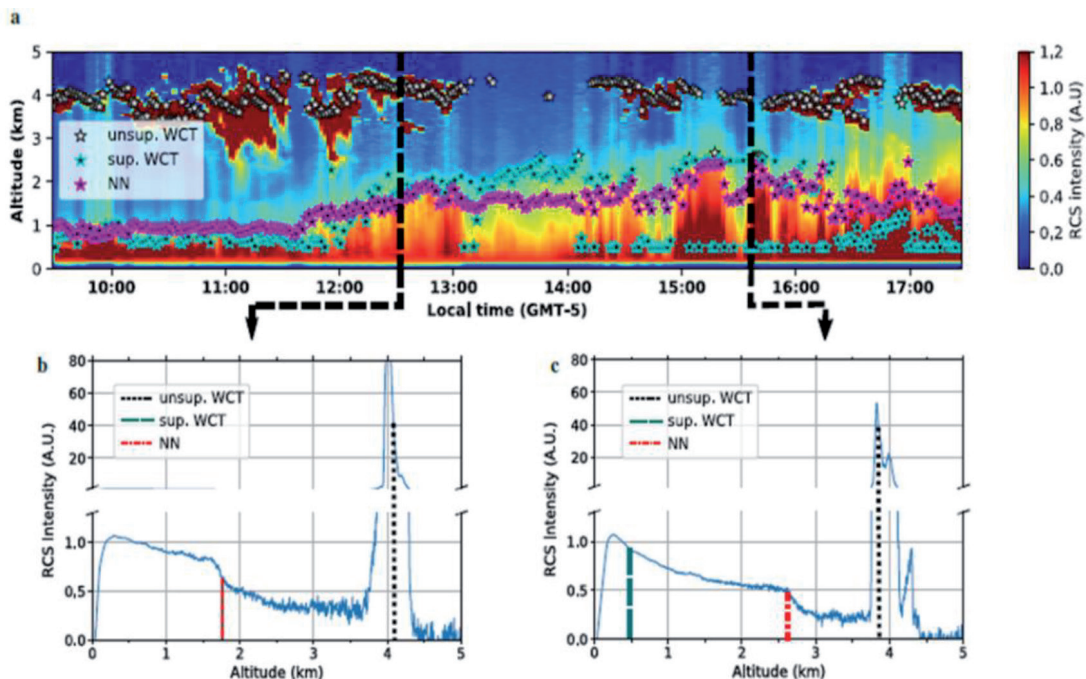 a
5
4
3
2
1
0
Altitude (km)
unsup. WCT
sup. WCT
NN
10:00 11:00 12:00 13:00 14:00 15:00 16:00 17:00
Local time (GMT-5)
1,2
1.0
0.8
0.6
0.4
0.2
0.0
RCS intensity (A.U)
b
80
60
40
20
1.0
0.5
0.0
RCS Intensity (A.U.)
unsup. WCT
sup. WCT
NN
0 1 2 3 4 5
Altitude (km)
c
80
60
40
20
1.0
0.5
0.0
RCS Intensity (A.U.)
unsup. WCT
sup. WCT
NN
0 1 2 3 4 5
Altitude (km)